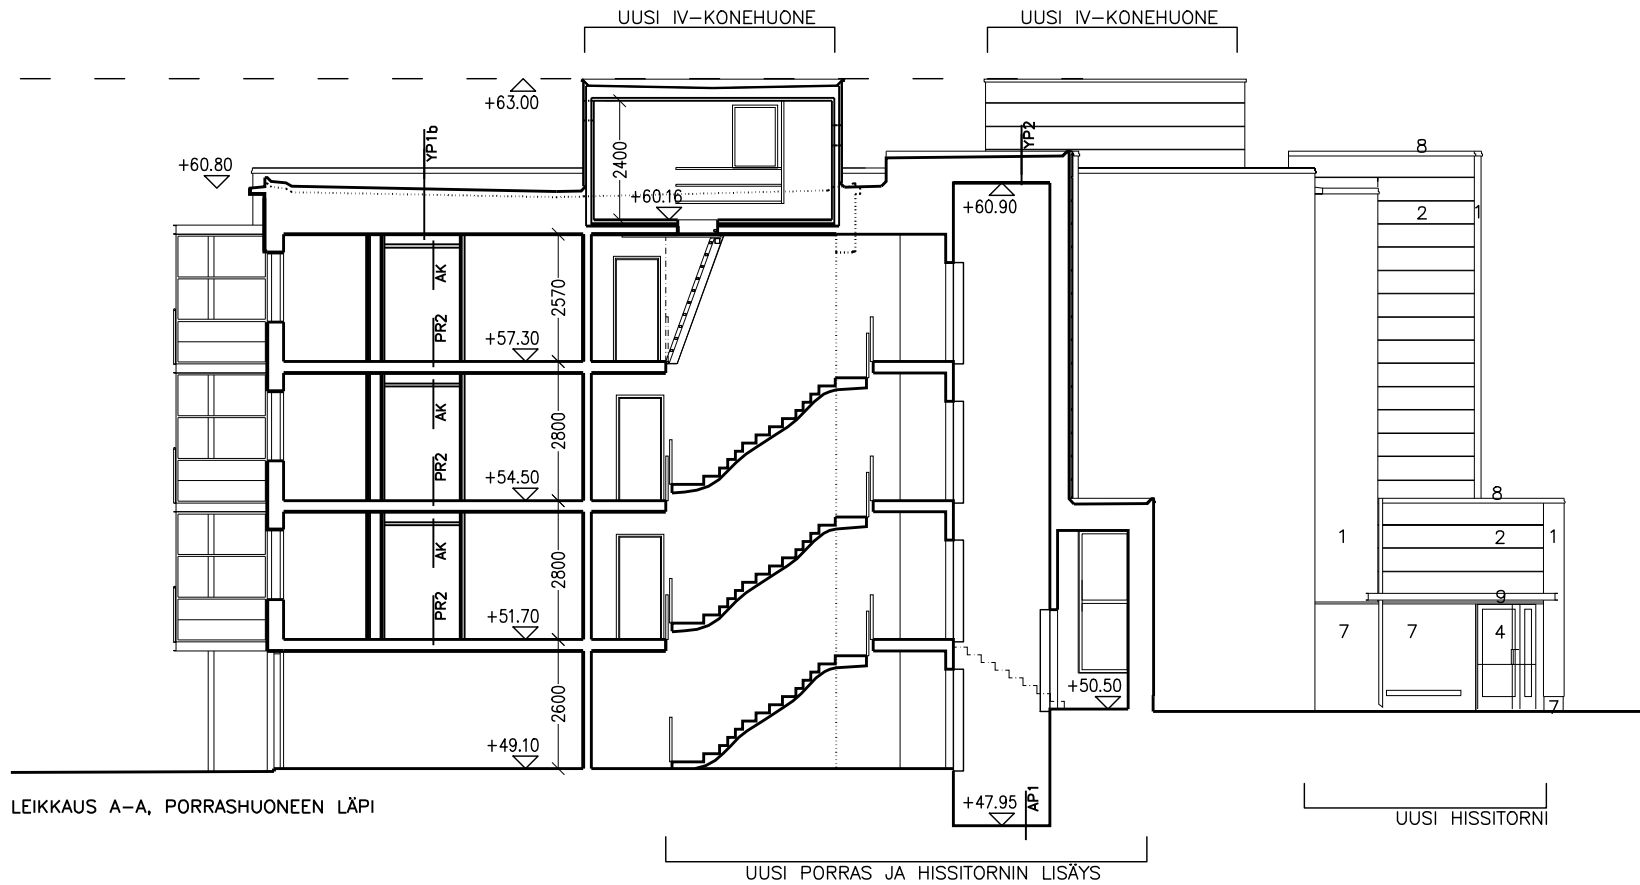 UUSI IV-KONEHUONE
UUSI IV-KONEHUONE
+63.00
YP1b
YP2
+60.80
2400
8
+60.16
+60.90
2
1
AK
2570
PR2
+57.30
AK
2800
PR2
+54.50
8
1
2
1
AK
2800
PR2
+51.70
9
7
7
4
+50.50
7
2600
+49.10
+47.95
AP1
LEIKKAUS A-A, PORRASHUONEEN LÄPI
UUSI HISSITORNI
UUSI PORRAS JA HISSITORNIN LISÄYS